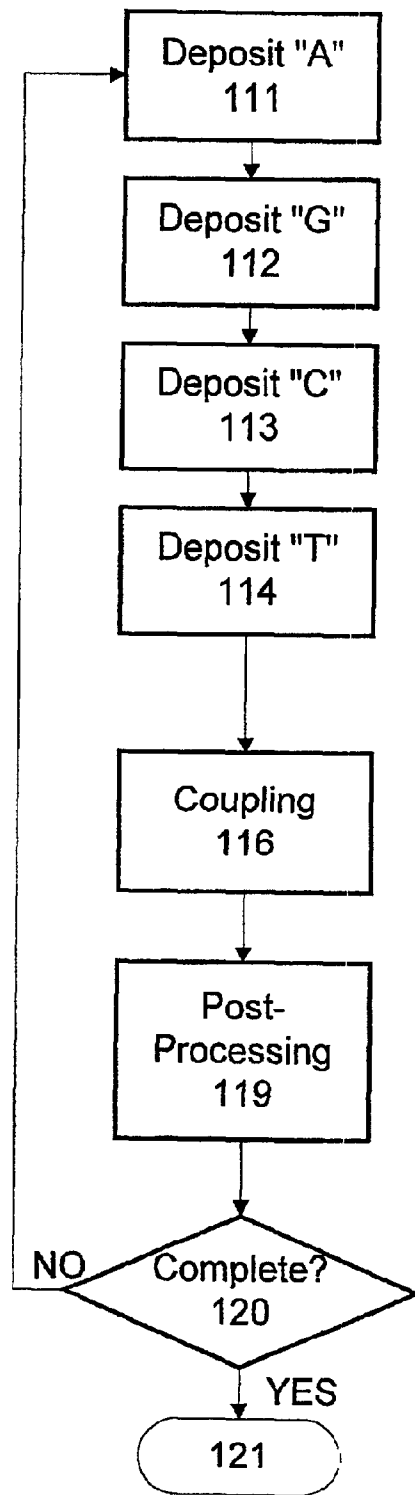 Deposit "A"
111
Deposit "G"
112
Deposit "C"
113
Deposit "T"
114
Coupling
116
Post-
Processing
119
NO
Complete?
120
YES
121